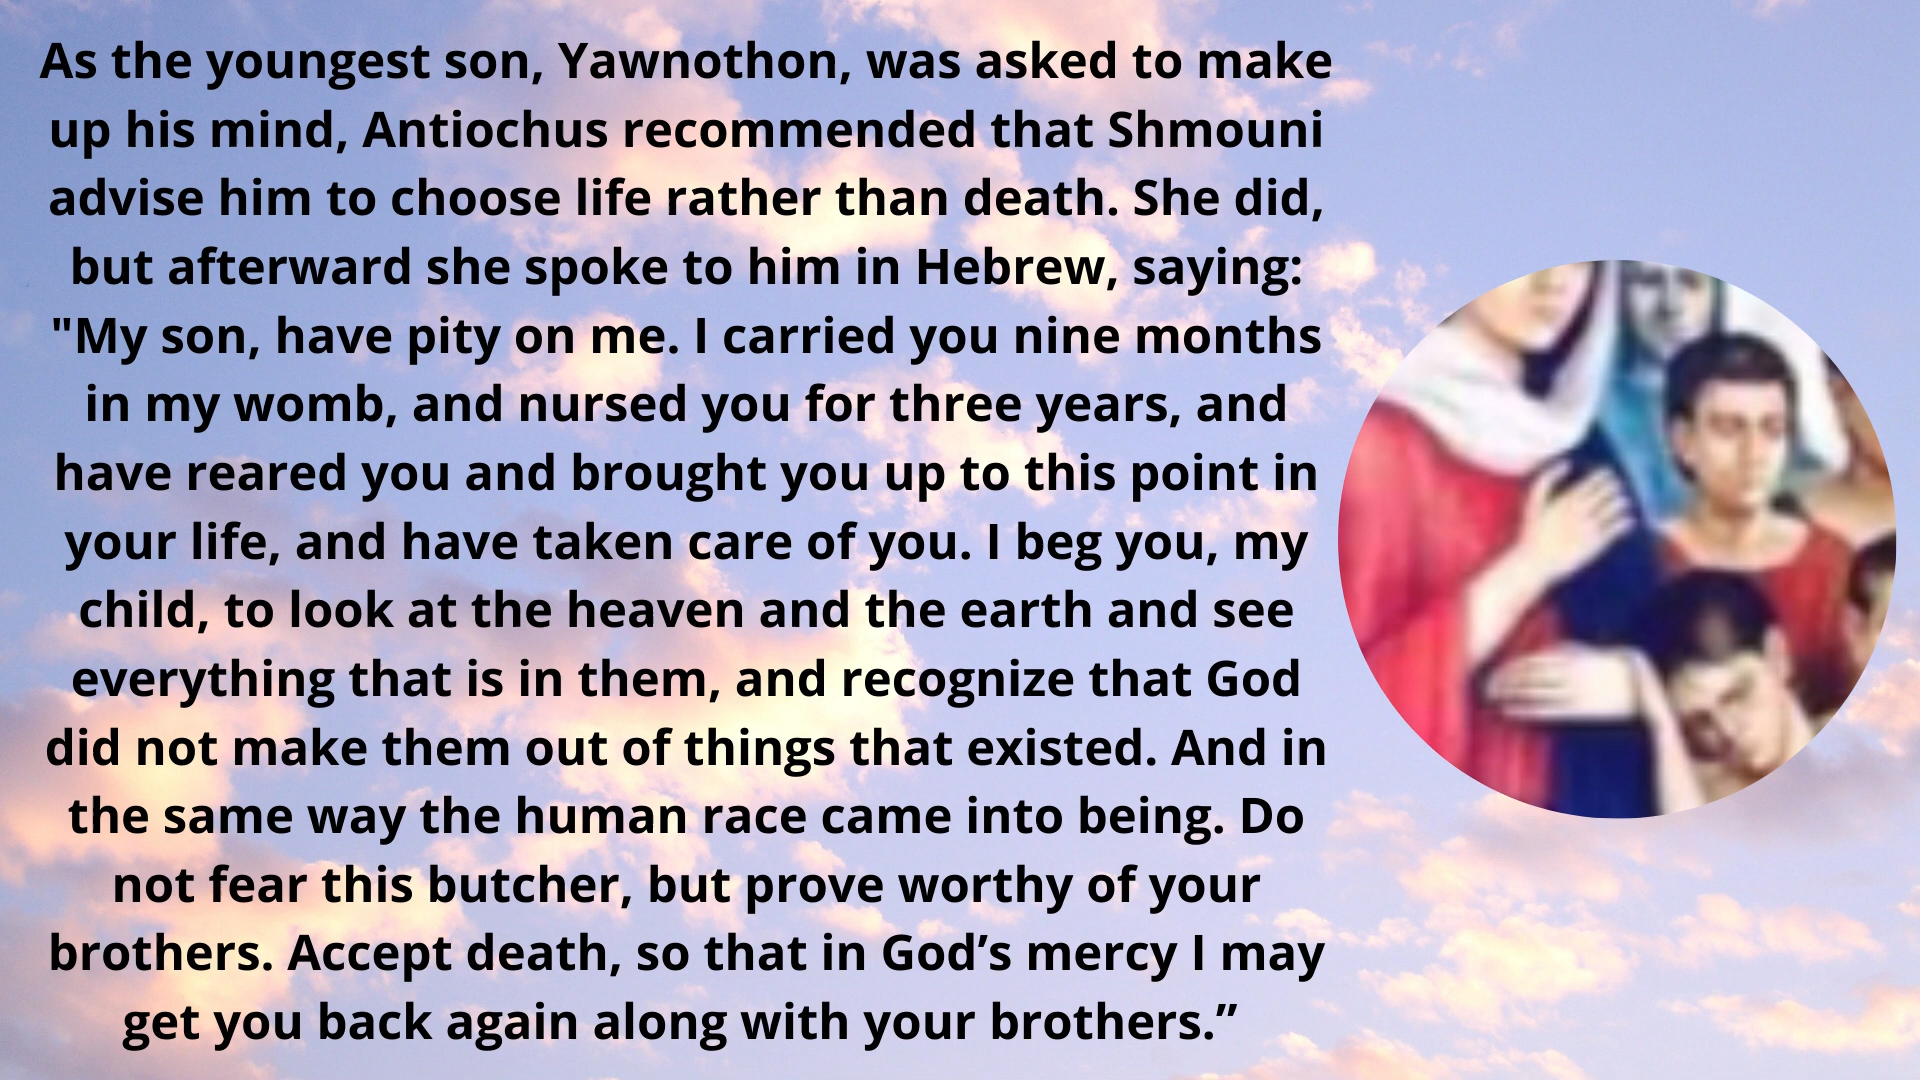 As the youngest son, Yawnothon, was asked to make
up his mind, Antiochus recommended that Shmouni
advise him to choose life rather than death. She did,
but afterward she spoke to him in Hebrew, saying:
"My son, have pity on me. I carried you nine months
in my womb, and nursed you for three years, and
have reared you and brought you up to this point in
your life, and have taken care of you. I beg you, my
child, to look at the heaven and the earth and see
everything that is in them, and recognize that God
did not make them out of things that existed. And in
the same way the human race came into being. Do
not fear this butcher, but prove worthy of your
brothers. Accept death, so that in God’s mercy I may
get you back again along with your brothers.”